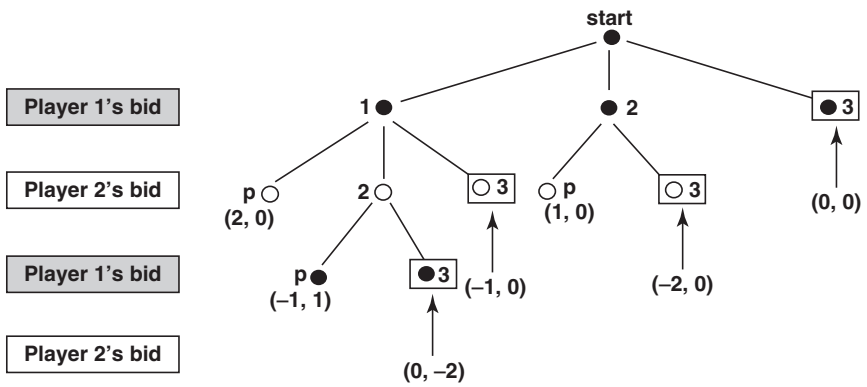 start
Player 1's bid
1
2
3
Player 2's bid
p
2
3
p
3
(2, 0)
(1, 0)
(0, 0)
Player 1's bid
p
3
(–1, 1)
(–1, 0)
(–2, 0)
Player 2's bid
(0, –2)